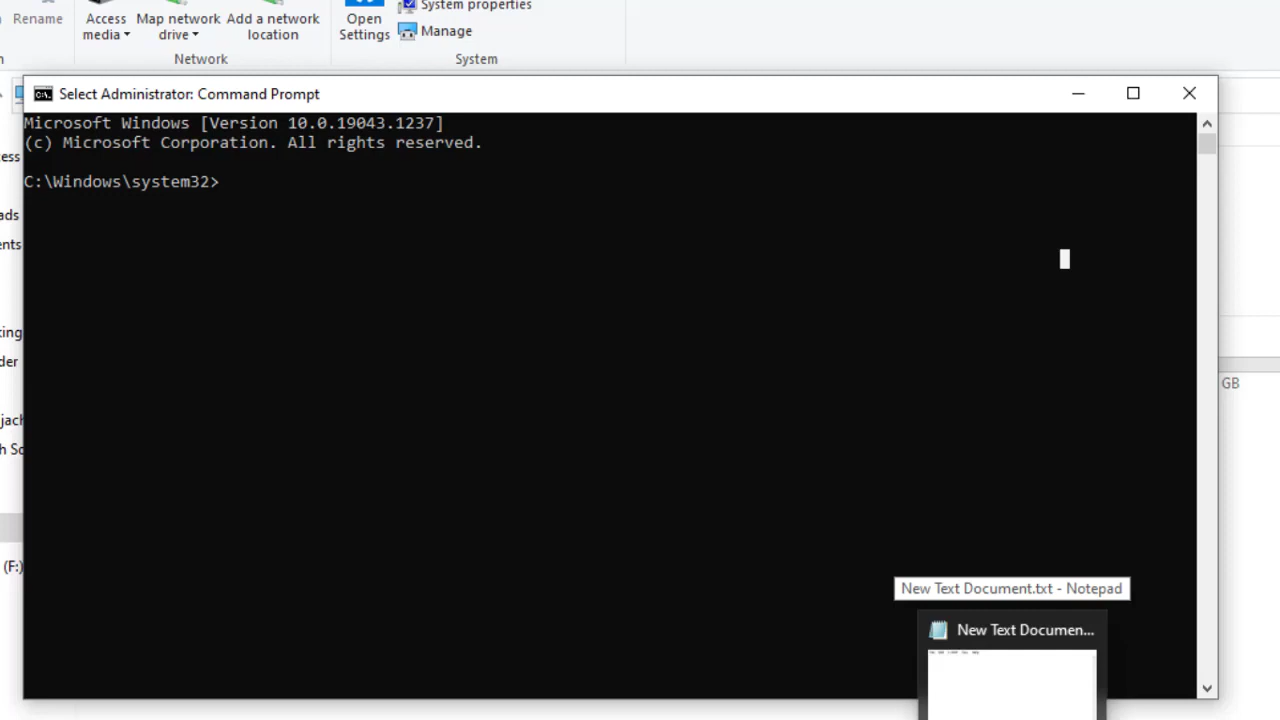 Rename
Access
media
Map network
drive
Add a network
location
Open
Settings
System properties
Manage
Network
System
Select Administrator: Command Prompt
Microsoft Windows [Version 10.0.19043.1237]
(c) Microsoft Corporation. All rights reserved.
C:\Windows\system32>
(F:)
GB
New Text Document.txt - Notepad
New Text Documen...